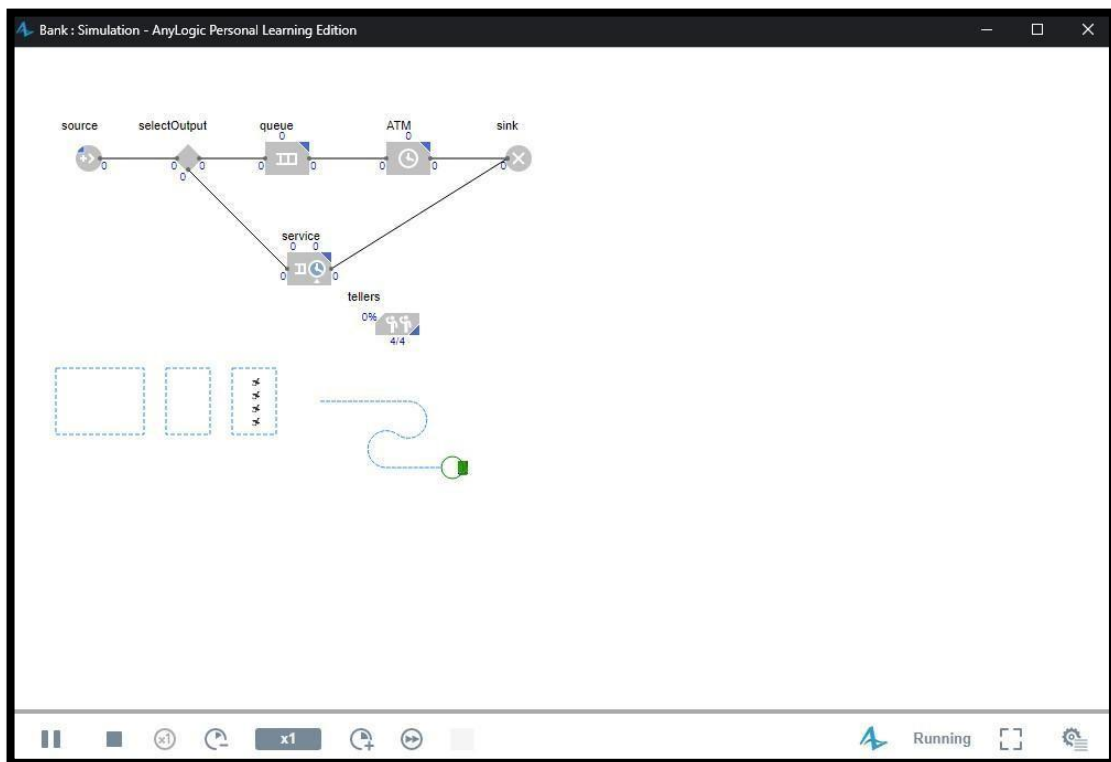 Bank : Simulation - AnyLogic Personal Learning Edition
source selectOutput queue ATM sink
0 0
0 0 0 0 0 0 0 0
0
service
0 0
0 0
tellers
0%
4/4
x1 x1 Running